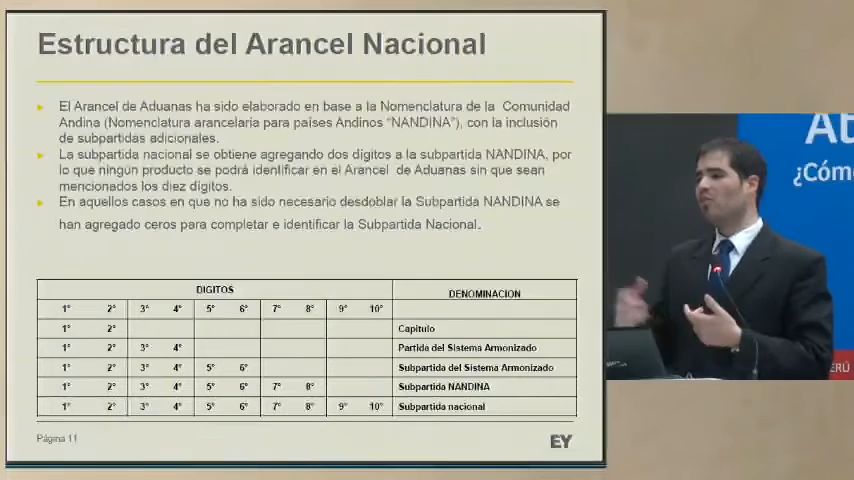 Estructura del Arancel Nacional
El Arancel de Aduanas ha sido elaborado en base a la Nomenclatura de la Comunidad
Andina (Nomenclatura arancelaria para países Andinos “NANDINA”), con la inclusión
de subpartidas adicionales.
La subpartida nacional se obtiene agregando dos dígitos a la subpartida NANDINA, por
lo que ningún producto se podrá identificar en el Arancel de Aduanas sin que sean
mencionados los diez dígitos.
En aquellos casos en que no ha sido necesario desdoblar la Subpartida NANDINA se
han agregado ceros para completar e identificar la Subpartida Nacional.
DIGITOS DENOMINACION
1° 2° 3° 4° 5° 6° 7° 8° 9° 10°
1° 2° Capitulo
1° 2° 3° 4° Partida del Sistema Armonizado
1° 2° 3° 4° 5° 6° Subpartida del Sistema Armonizado
1° 2° 3° 4° 5° 6° 7° 8° Subpartida NANDINA
1° 2° 3° 4° 5° 6° 7° 8° 9° 10° Subpartida nacional
Página 11
EY
¿Cóm
ERÚ